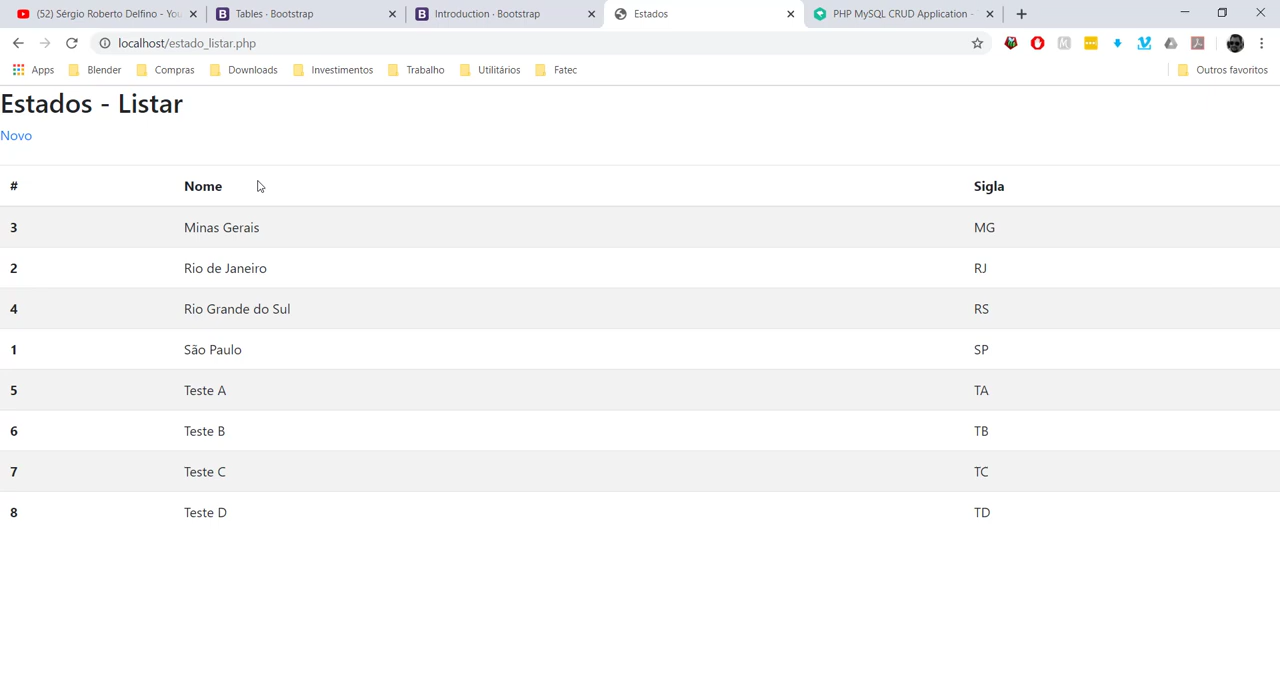 (52) Sérgio Roberto Delfino - You
Tables · Bootstrap
Introduction · Bootstrap
Estados
PHP MySQL CRUD Application -
localhost/estado_listar.php
Apps
Blender
Compras
Downloads
Investimentos
Trabalho
Utilitários
Fatec
Outros favoritos
Estados - Listar
Novo
# Nome Sigla
3 Minas Gerais MG
2 Rio de Janeiro RJ
4 Rio Grande do Sul RS
1 São Paulo SP
5 Teste A TA
6 Teste B TB
7 Teste C TC
8 Teste D TD